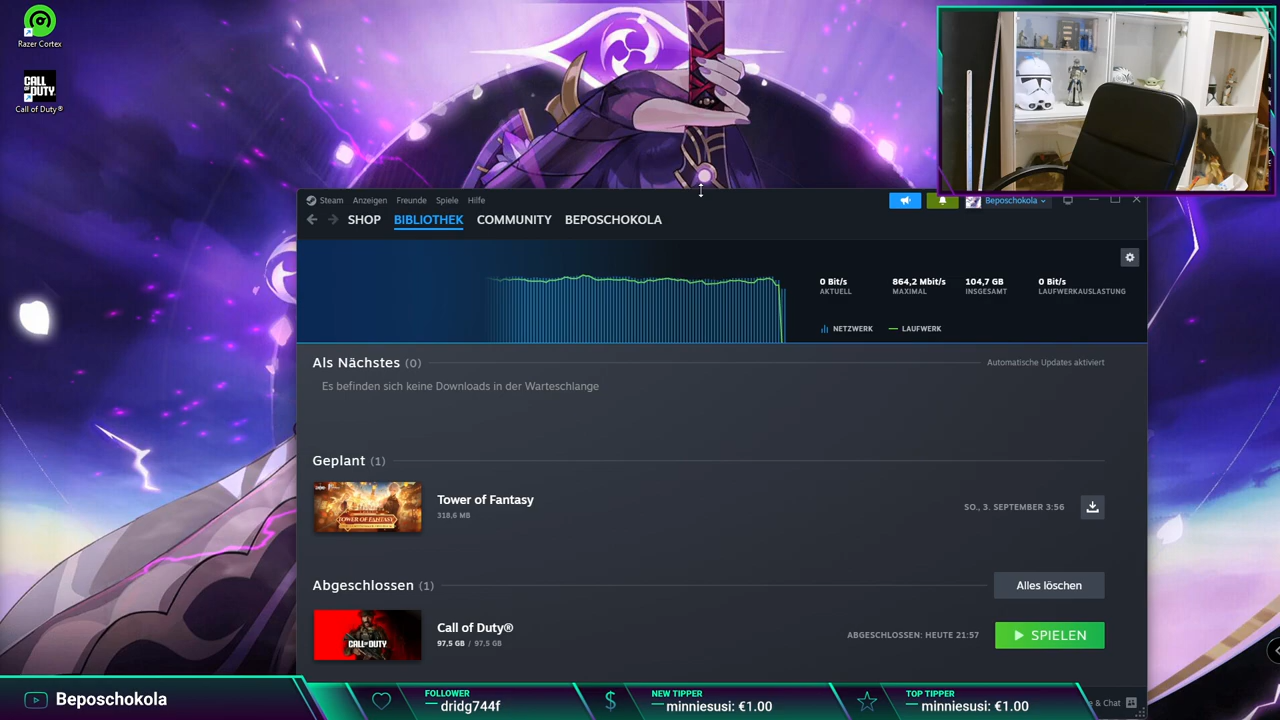 Razer Cortex
CALL OF DUTY
Call of Duty®
Steam Anzeigen Freunde Spiele Hilfe
Beposchokola
SHOP BIBLIOTHEK COMMUNITY BEPOSCHOKOLA
0 Bit/s 864,2 Mbit/s 104,7 GB 0 Bit/s
AKTUELL MAXIMAL INSGESAMT LAUFWERKAUSLASTUNG
NETZWERK LAUFWERK
Als Nächstes (0) Automatische Updates aktiviert
Es befinden sich keine Downloads in der Warteschlange
Geplant (1)
TOWER OF FANTASY
Tower of Fantasy
318,6 MB
SO., 3. SEPTEMBER 3:56
Abgeschlossen (1) Alles löschen
CALL OF DUTY
Call of Duty®
97,5 GB / 97,5 GB
ABGESCHLOSSEN: HEUTE 21:57
SPIELEN
Beposchokola
FOLLOWER
dridg744f
NEW TIPPER
minniesusi: €1.00
TOP TIPPER
minniesusi: €1.00
e & Chat